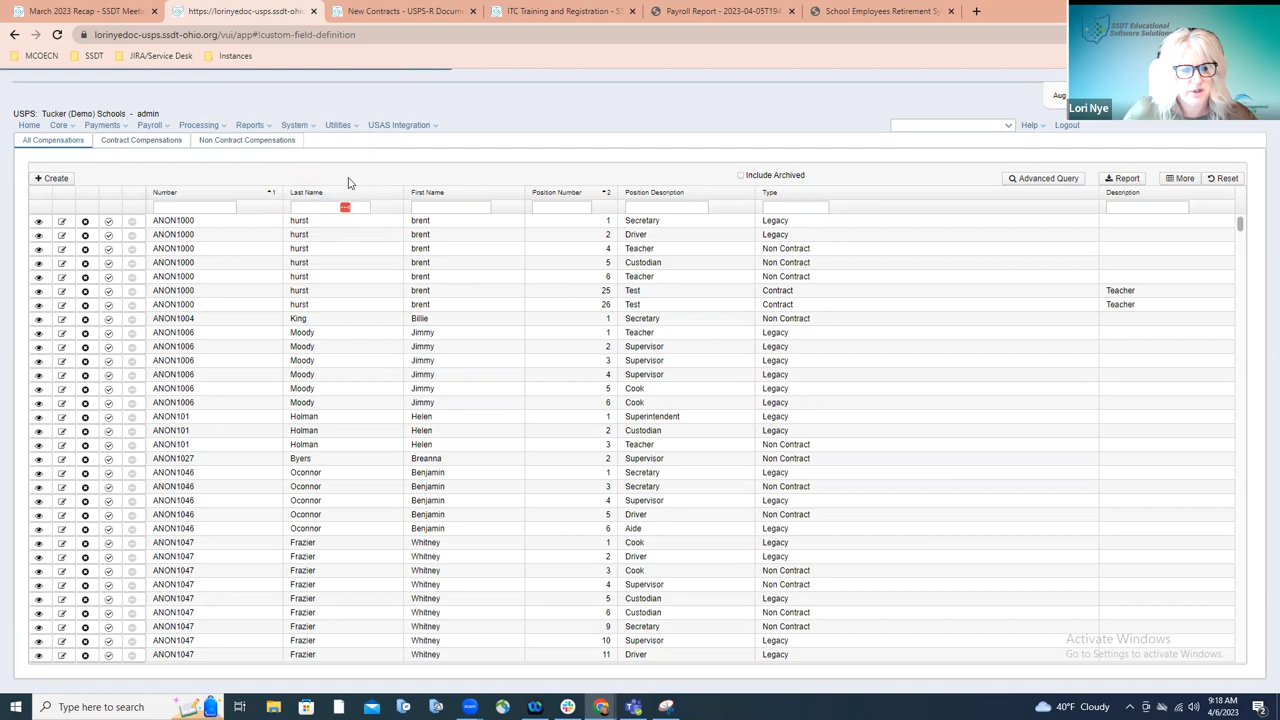 March 2023 Recap - SSDT Meeti
https://lorinyedoc-usps.ssdt-ohi
New Contracts - USPS-R Docum
ITC Training and Registration - S
Payroll Report - 2023-04-05T194
School Employees Retirement Sy
lorinyedoc-usps.ssdt-ohio.org/vui/app#!custom-field-definition
MCOECN SSDT JIRA/Service Desk Instances
SSDT Educational
Software Solutions
Lori Nye
Aug
USPS: Tucker (Demo) Schools - admin
Home Core Payments Payroll Processing Reports System Utilities USAS Integration Help Logout
All Compensations Contract Compensations Non Contract Compensations
+ Create Include Archived Advanced Query Report More Reset
Number 1 Last Name First Name Position Number 2 Position Description Type Description
ANON1000 hurst brent 1 Secretary Legacy
ANON1000 hurst brent 2 Driver Legacy
ANON1000 hurst brent 4 Teacher Non Contract
ANON1000 hurst brent 5 Custodian Non Contract
ANON1000 hurst brent 6 Teacher Non Contract
ANON1000 hurst brent 25 Test Contract Teacher
ANON1000 hurst brent 26 Test Contract Teacher
ANON1004 King Billie 1 Secretary Non Contract
ANON1006 Moody Jimmy 1 Teacher Legacy
ANON1006 Moody Jimmy 2 Supervisor Legacy
ANON1006 Moody Jimmy 3 Supervisor Legacy
ANON1006 Moody Jimmy 4 Supervisor Legacy
ANON1006 Moody Jimmy 5 Cook Legacy
ANON1006 Moody Jimmy 6 Cook Legacy
ANON101 Holman Helen 1 Superintendent Legacy
ANON101 Holman Helen 2 Custodian Legacy
ANON101 Holman Helen 3 Teacher Non Contract
ANON1027 Byers Breanna 2 Supervisor Non Contract
ANON1046 Oconnor Benjamin 1 Secretary Legacy
ANON1046 Oconnor Benjamin 3 Secretary Non Contract
ANON1046 Oconnor Benjamin 4 Supervisor Legacy
ANON1046 Oconnor Benjamin 5 Driver Non Contract
ANON1046 Oconnor Benjamin 6 Aide Legacy
ANON1047 Frazier Whitney 1 Cook Legacy
ANON1047 Frazier Whitney 2 Driver Legacy
ANON1047 Frazier Whitney 3 Cook Non Contract
ANON1047 Frazier Whitney 4 Supervisor Legacy
ANON1047 Frazier Whitney 5 Custodian Legacy
ANON1047 Frazier Whitney 6 Custodian Non Contract
ANON1047 Frazier Whitney 9 Secretary Non Contract
ANON1047 Frazier Whitney 10 Supervisor Legacy
ANON1047 Frazier Whitney 11 Driver Legacy
Activate Windows
Go to Settings to activate Windows.
Type here to search
40°F Cloudy
9:18 AM
4/6/2023
2